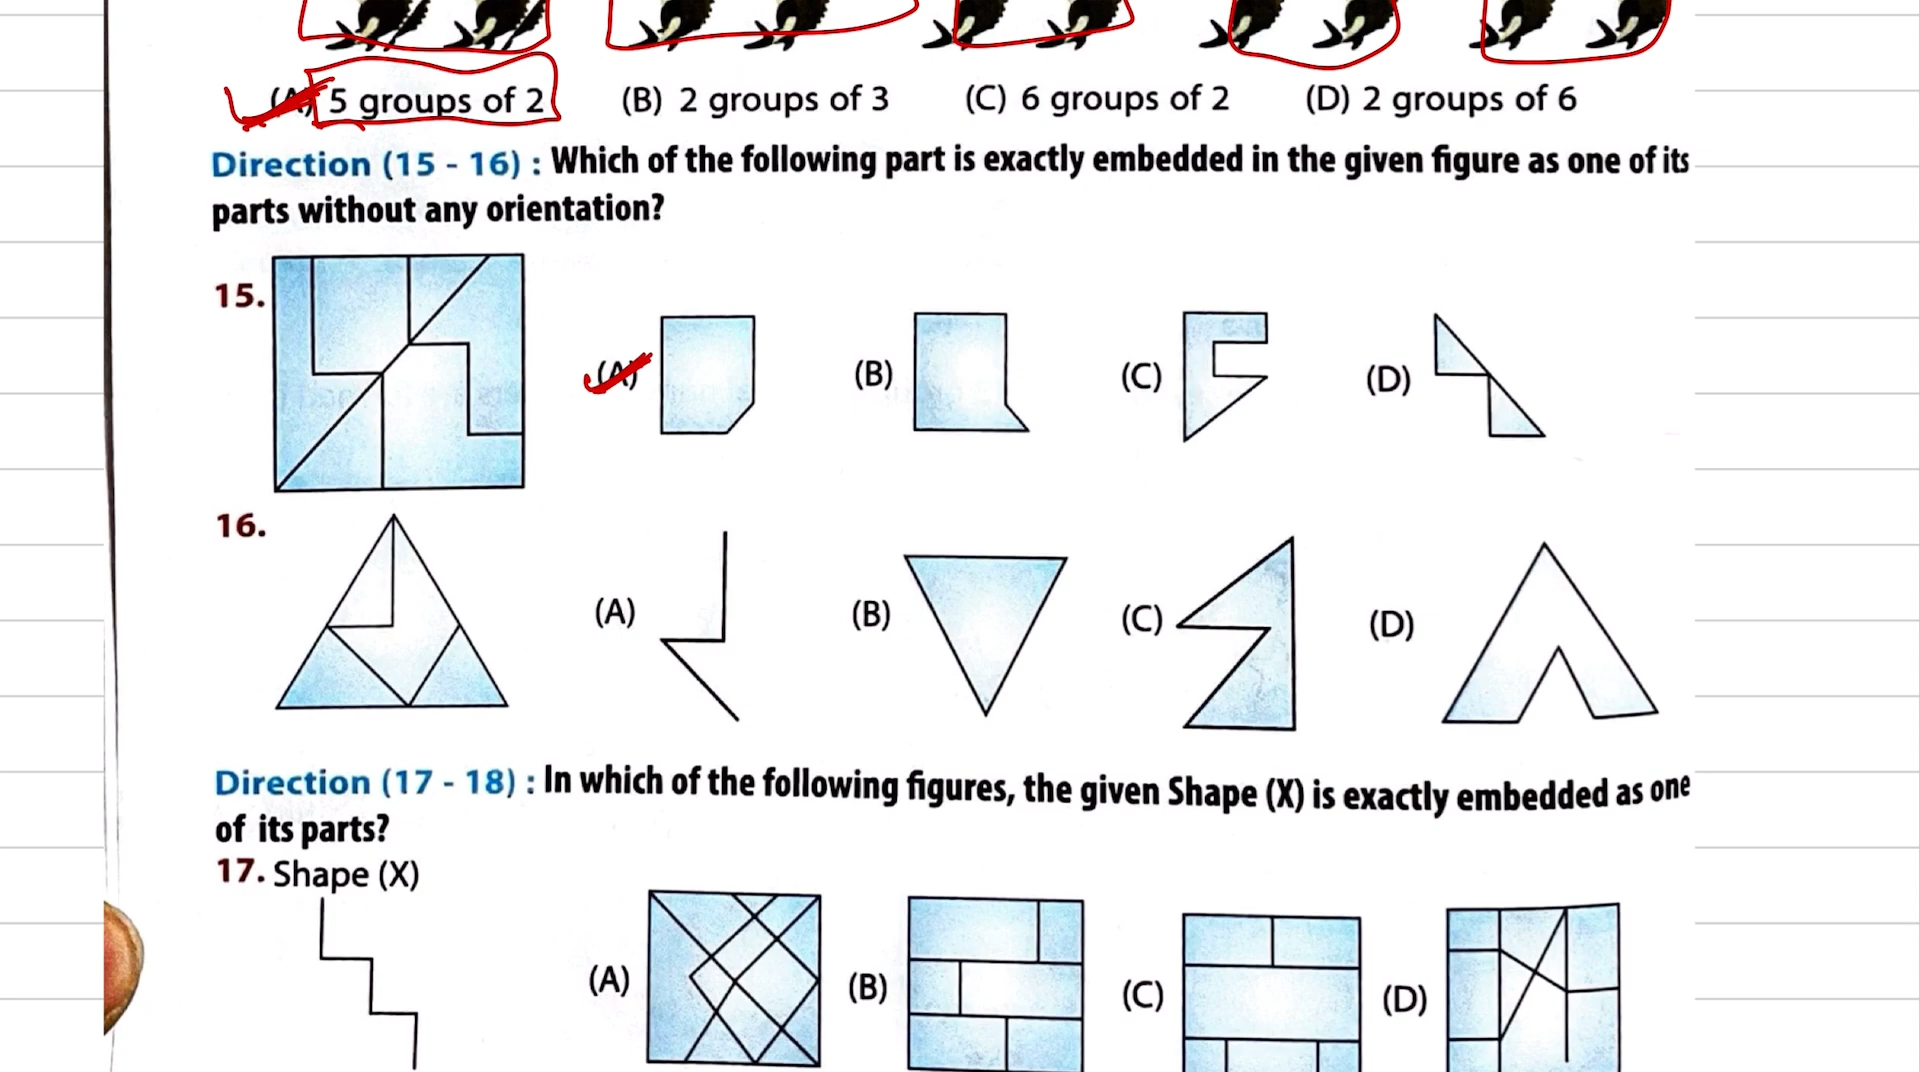 (A) 5 groups of 2 (B) 2 groups of 3 (C) 6 groups of 2 (D) 2 groups of 6
Direction (15 - 16) : Which of the following part is exactly embedded in the given figure as one of its
parts without any orientation?
15.
(A) (B) (C) (D)
16.
(A) (B) (C) (D)
Direction (17 - 18) : In which of the following figures, the given Shape (X) is exactly embedded as one
of its parts?
17. Shape (X)
(A) (B) (C) (D)